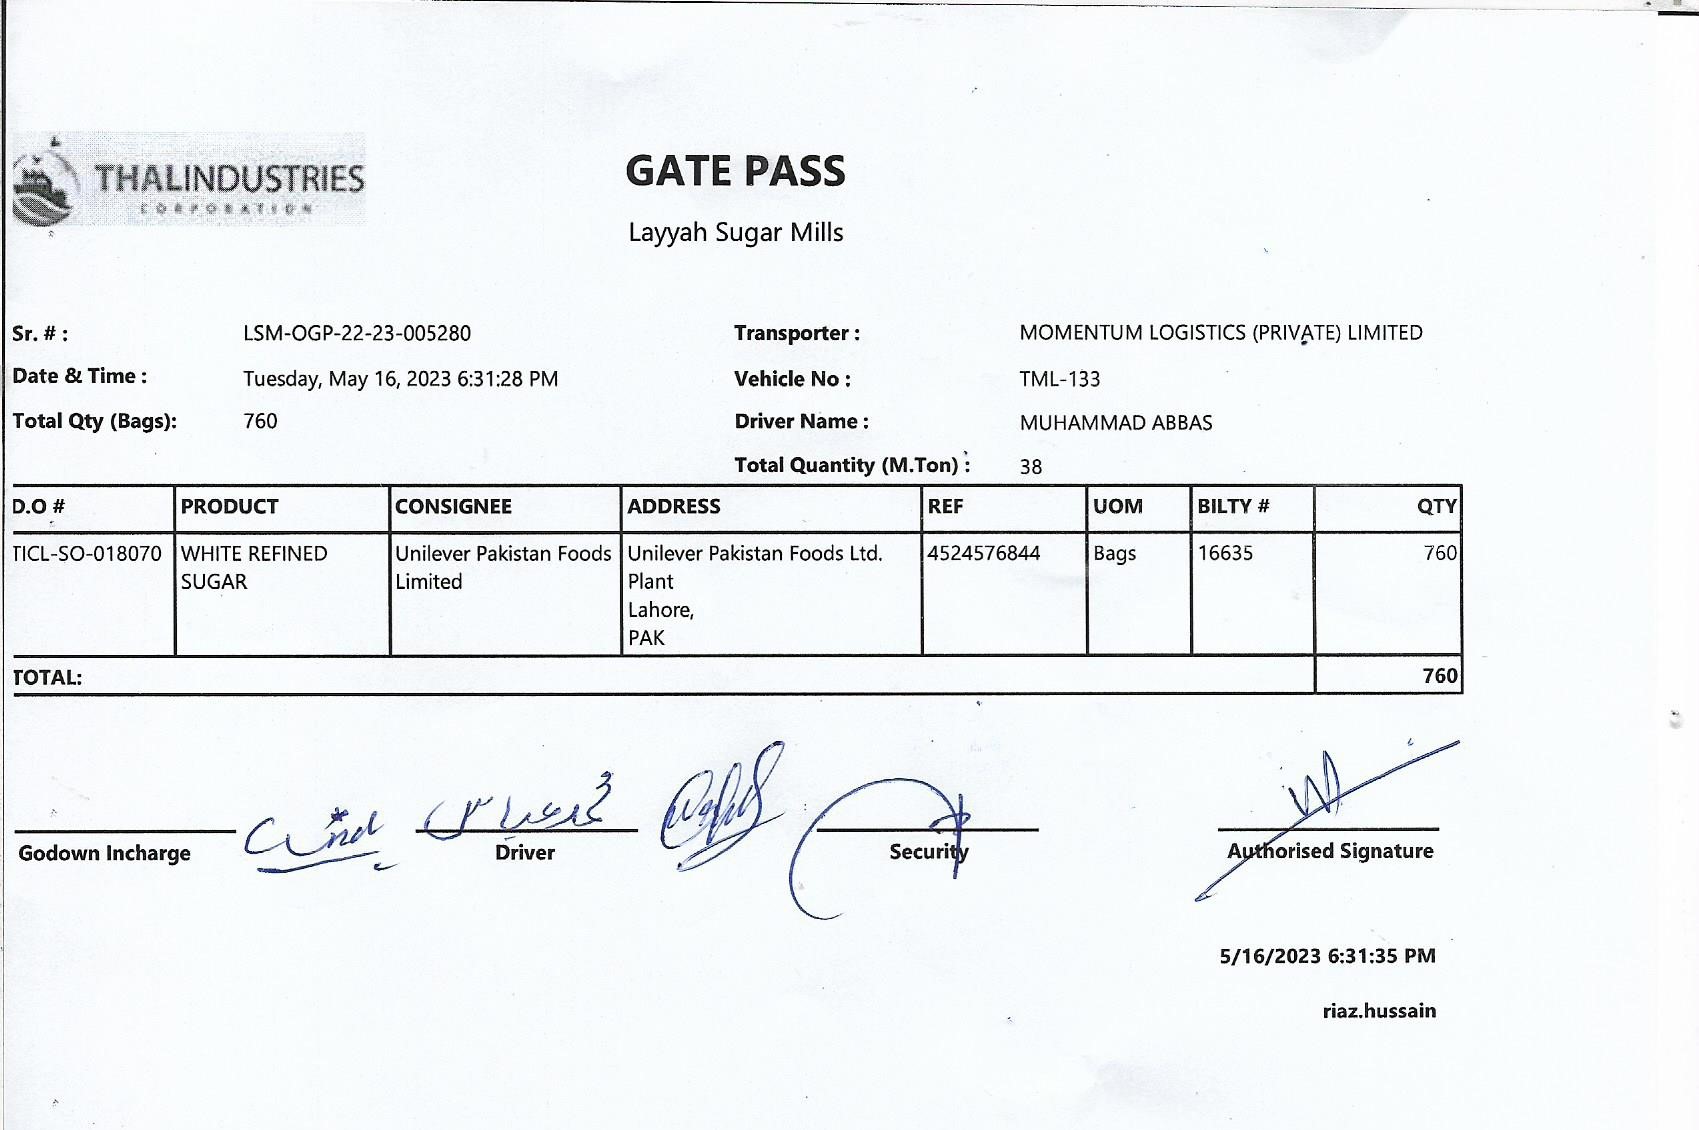 THALINDUSTRIES
CORPORATION
GATE PASS
Layyah Sugar Mills
Sr. # : LSM-OGP-22-23-005280 Transporter : MOMENTUM LOGISTICS (PRIVATE) LIMITED
Date & Time : Tuesday, May 16, 2023 6:31:28 PM Vehicle No : TML-133
Total Qty (Bags): 760 Driver Name : MUHAMMAD ABBAS
Total Quantity (M.Ton) : 38
D.O # PRODUCT CONSIGNEE ADDRESS REF UOM BILTY # QTY
TICL-SO-018070 WHITE REFINED Unilever Pakistan Foods Unilever Pakistan Foods Ltd. 4524576844 Bags 16635 760
SUGAR Limited Plant
Lahore,
PAK
TOTAL: 760
Godown Incharge Driver Security Authorised Signature
5/16/2023 6:31:35 PM
riaz.hussain